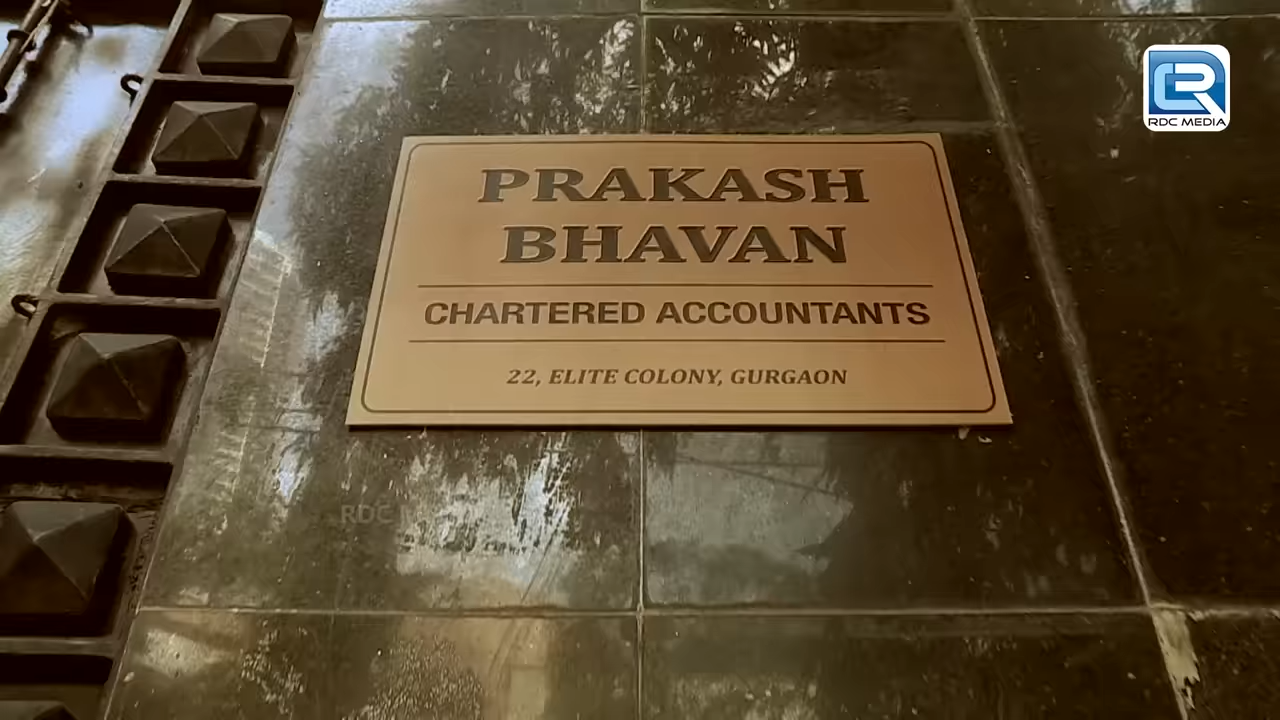 RDC MEDIA
PRAKASH
BHAVAN
CHARTERED ACCOUNTANTS
22, ELITE COLONY, GURGAON